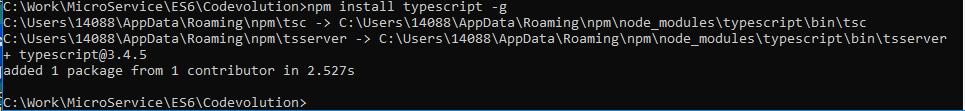 C:\Work\MicroService\ES6\Codevolution>npm install typescript -g
C:\Users\14088\AppData\Roaming\npm\tsc -> C:\Users\14088\AppData\Roaming\npm\node_modules\typescript\bin\tsc
C:\Users\14088\AppData\Roaming\npm\tsserver -> C:\Users\14088\AppData\Roaming\npm\node_modules\typescript\bin\tsserver
+ typescript@3.4.5
added 1 package from 1 contributor in 2.527s
C:\Work\MicroService\ES6\Codevolution>